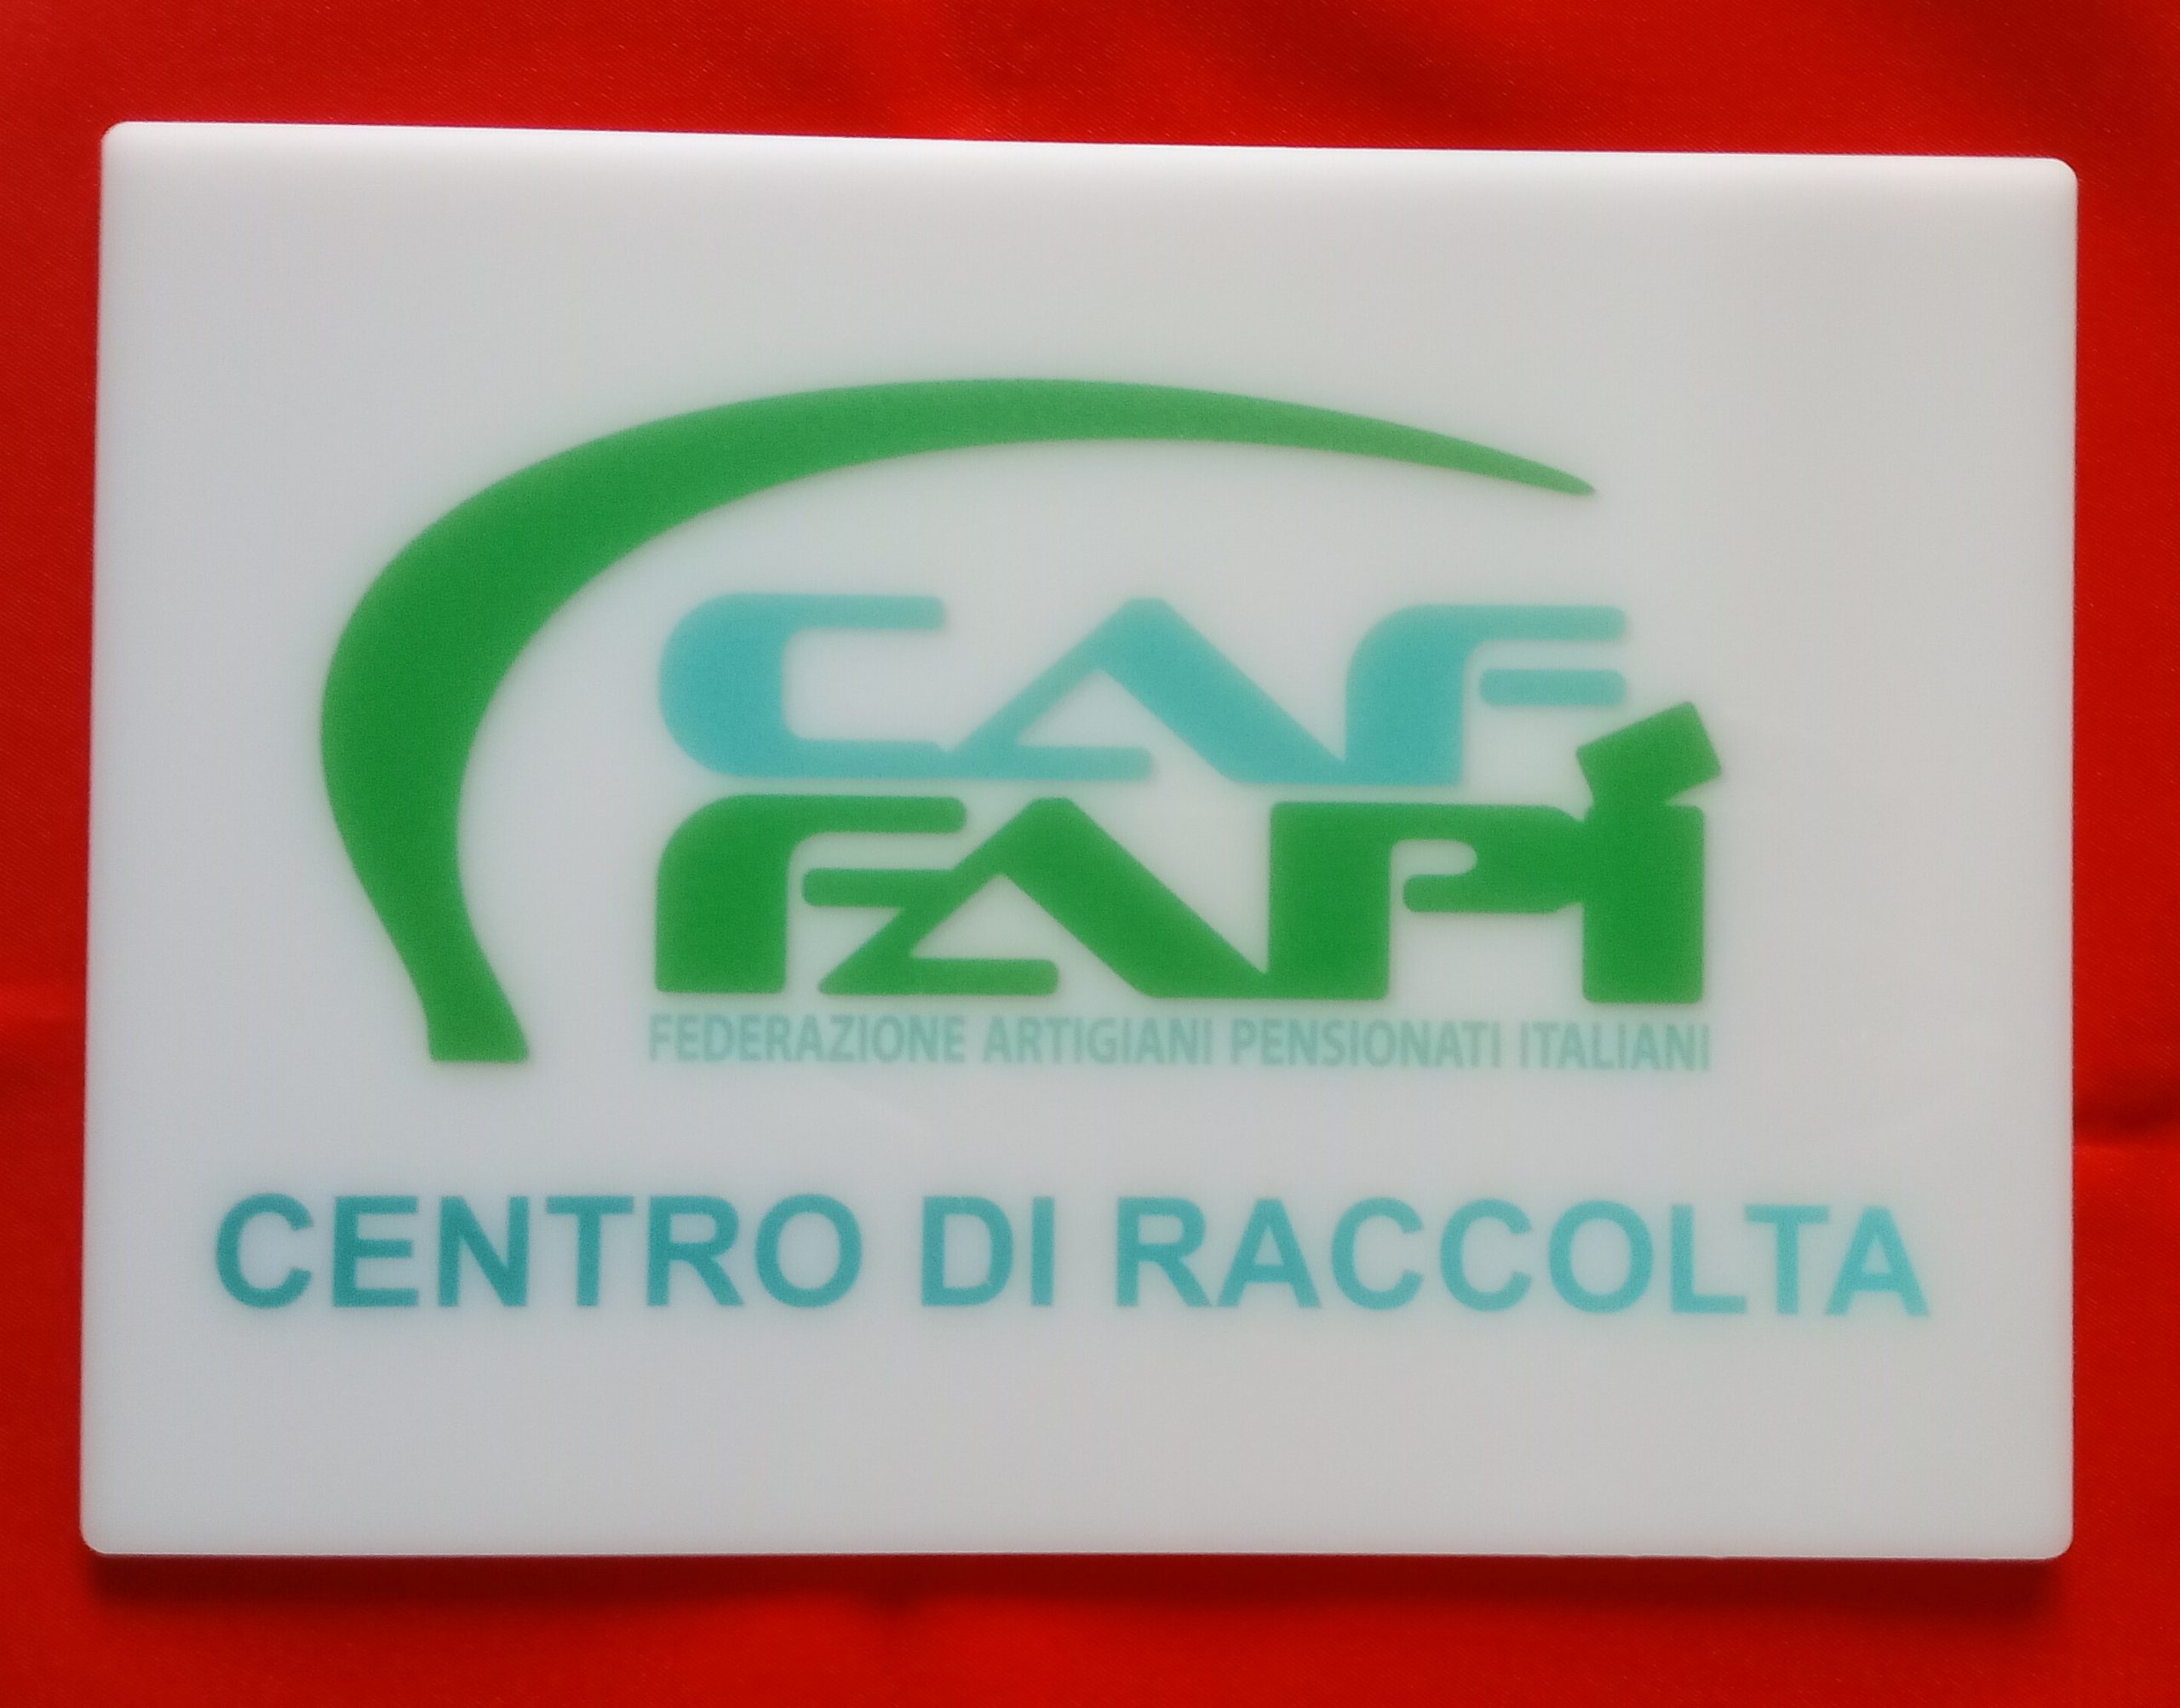 CAF
FAPI
FEDERAZIONE ARTIGIANI PENSIONATI ITALIANI
CENTRO DI RACCOLTA